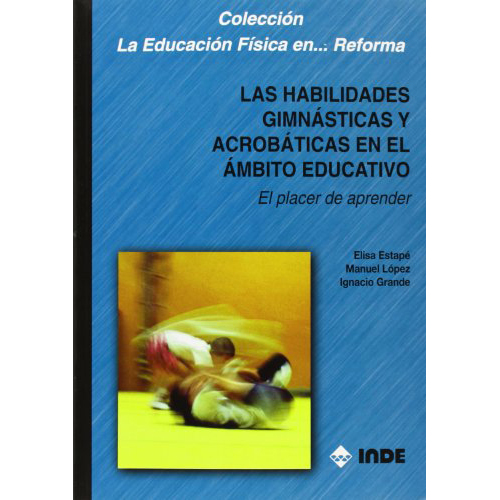 Colección
La Educación Física en... Reforma
LAS HABILIDADES
GIMNÁSTICAS Y
ACROBÁTICAS EN EL
ÁMBITO EDUCATIVO
El placer de aprender
Elisa Estapé
Manuel López
Ignacio Grande
INDE